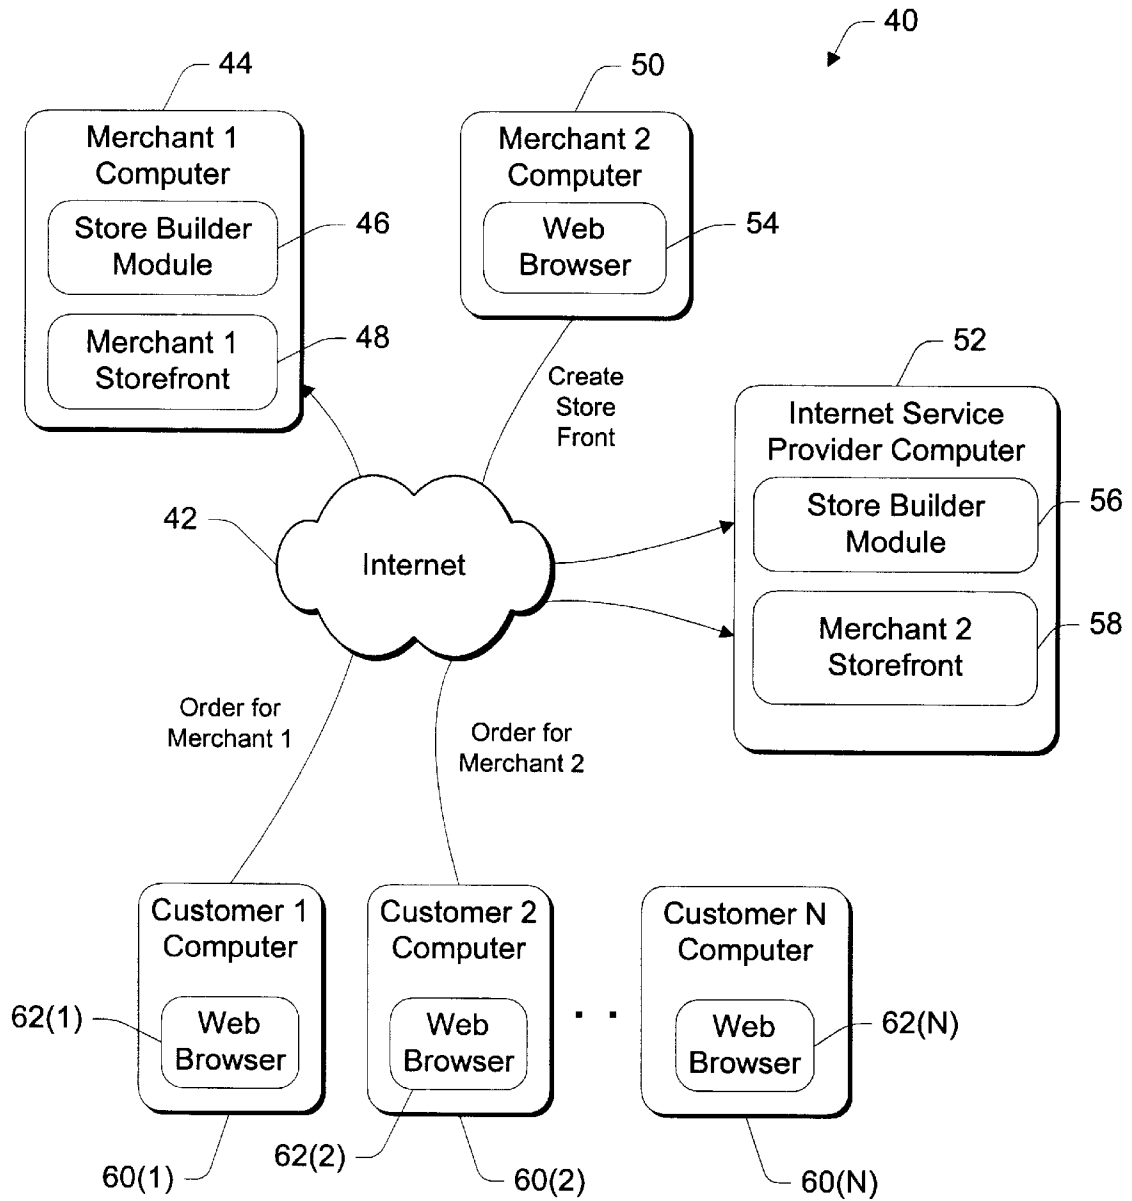 40
44
50
Merchant 1
Computer
Merchant 2
Computer
Store Builder
Module
46
Web
Browser
54
Merchant 1
Storefront
48
52
Create
Store
Front
Internet Service
Provider Computer
Store Builder
Module
56
42
Internet
Merchant 2
Storefront
58
Order for
Merchant 1
Order for
Merchant 2
Customer 1
Computer
Customer 2
Computer
Customer N
Computer
62(1)
Web
Browser
Web
Browser
. .
Web
Browser
62(N)
60(1)
62(2)
60(2)
60(N)